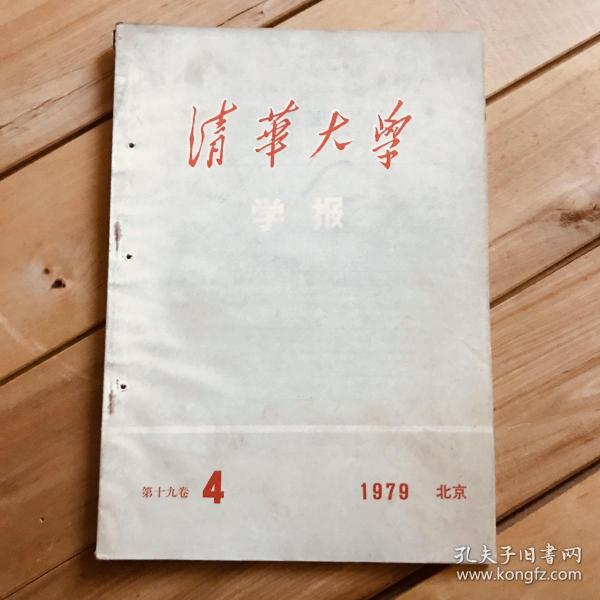 清華大學
学报
第十九卷 4 1979 北京
孔夫子旧书网
www.kongfz.com